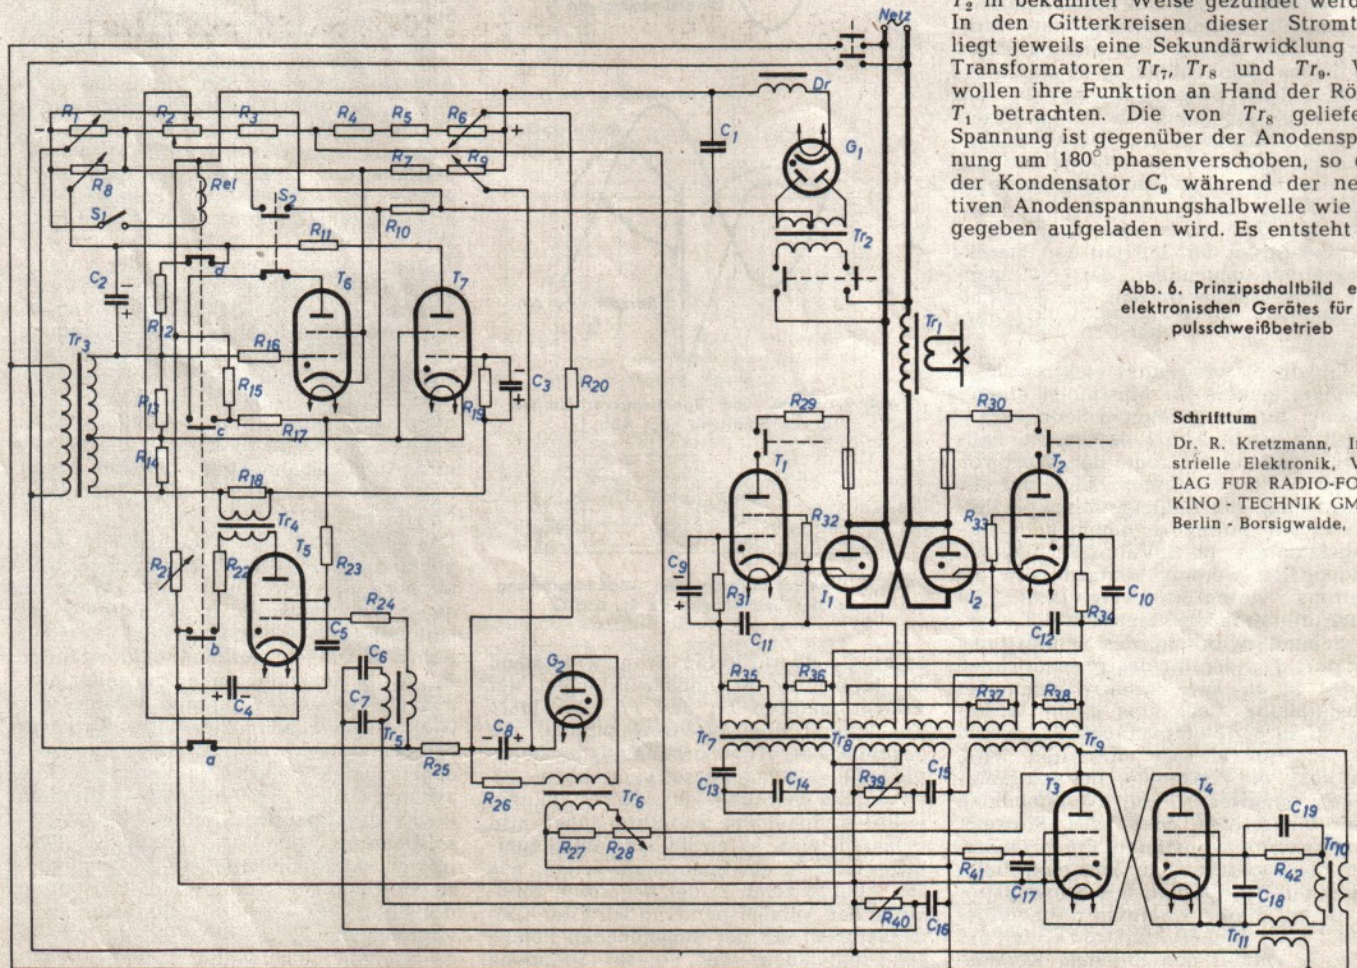 T₂ in bekannter Weise gezündet
In den Gitterkreisen dieser
liegt jeweils eine Sekundärwicklung
Transformatoren Tr₇, Tr₈ und Tr₉.
wollen ihre Funktion an Hand der
T₁ betrachten. Die von Tr₈
Spannung ist gegenüber der
nung um 180° phasenverschoben, so
der Kondensator C₉ während der
tiven Anodenspannungshalbwelle wie
gegeben aufgeladen wird. Es entsteht
Abb. 6. Prinzipschaltbild
elektronischen Gerätes für
pulsschweißbetrieb
Schrifttum
Dr. R. Kretzmann,
strielle Elektronik,
LAG FÜR
KINO - TECHNIK
Berlin - Borsigwalde,
Netz
Dr
R₁ R₂ R₃ R₄ R₅ R₆
- +
C₁ G₁
R₈ Rel R₇ R₉
S₁ S₂ R₁₀ Tr₂
R₁₁
C₂ - + d T₆ T₇
R₁₂ Tr₁
Tr₃ R₁₆ C₃ - + R₂₀
R₁₃ R₁₅ R₁₉
c R₁₇ R₂₉ R₃₀
R₁₄ R₁₈ T₁ T₂
Tr₄ R₃₂ R₃₃
T₅ R₂₃
R₂₁ R₂₂ C₉ - + R₃₁ I₁ I₂ R₃₄ C₁₀
R₂₄ C₁₁ C₁₂
b C₅
C₆ G₂
+ - C₄ C₇ R₃₅ R₃₆ R₃₇ R₃₈
Tr₅ Tr₇ Tr₈ Tr₉
a R₂₅ - C₈ +
R₂₆ C₁₃ C₁₄ R₃₉ C₁₅ T₃ T₄
Tr₆ C₁₉
R₂₇ R₂₈ Tr₁₀
R₄₁ R₄₂
C₁₇ C₁₈
R₄₀ C₁₆ Tr₁₁